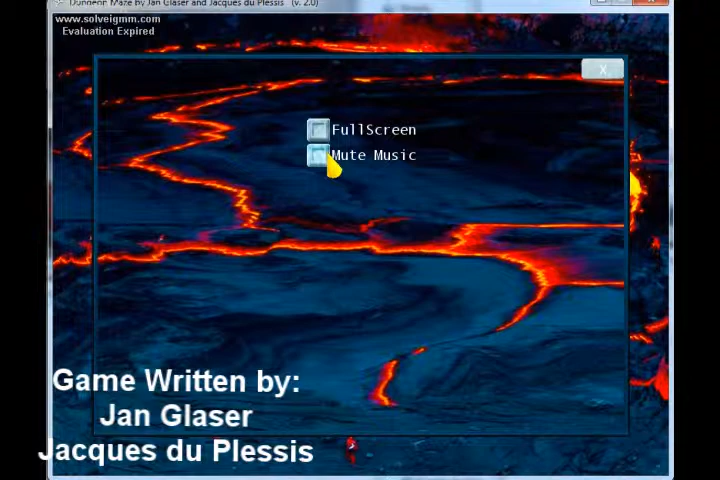 Dungeon Maze by Jan Glaser and Jacques du Plessis (v. 2.0)
www.solveigmm.com
Evaluation Expired
X
FullScreen
Mute Music
Game Written by:
Jan Glaser
Jacques du Plessis